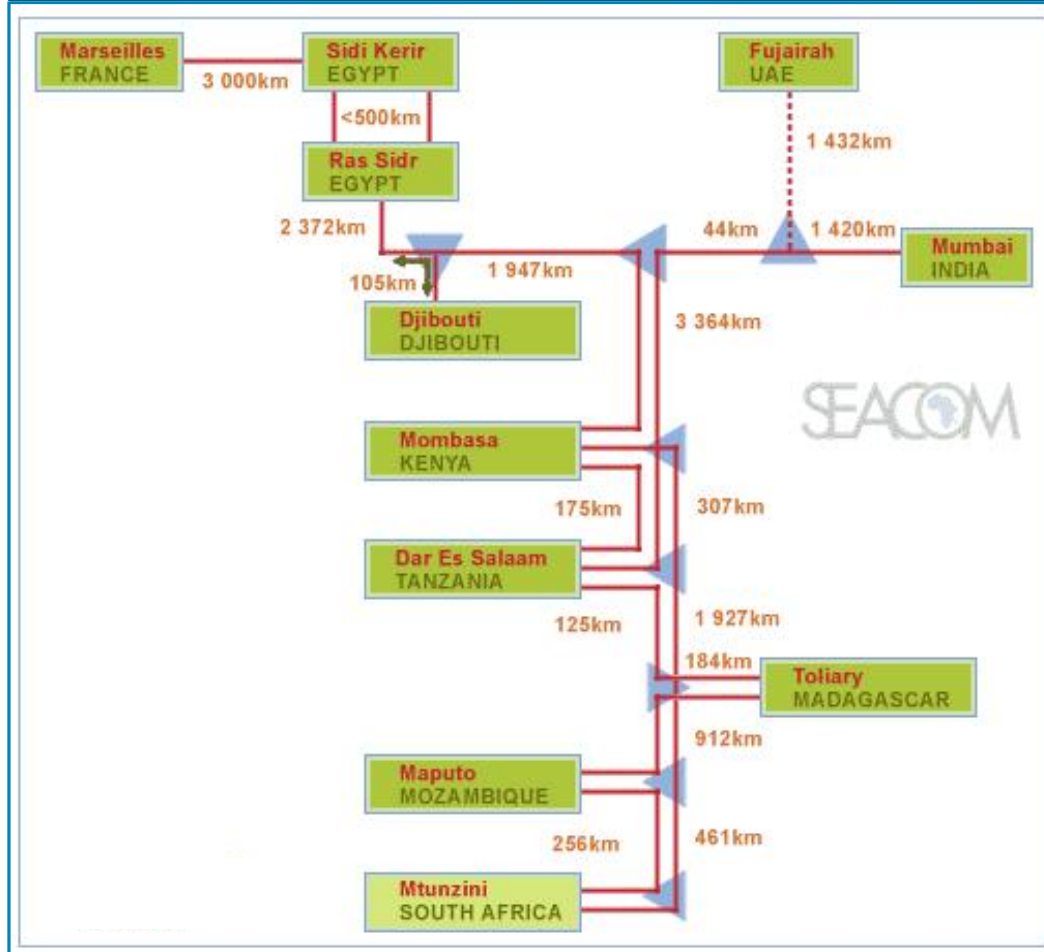 Marseilles
FRANCE
3 000km
Sidi Kerir
EGYPT
Fujairah
UAE
<500km
1 432km
Ras Sidr
EGYPT
2 372km
44km
1 420km
Mumbai
INDIA
105km
1 947km
Djibouti
DJIBOUTI
3 364km
SEACOM
Mombasa
KENYA
175km
307km
Dar Es Salaam
TANZANIA
125km
1 927km
184km
Toliary
MADAGASCAR
912km
Maputo
MOZAMBIQUE
256km
461km
Mtunzini
SOUTH AFRICA